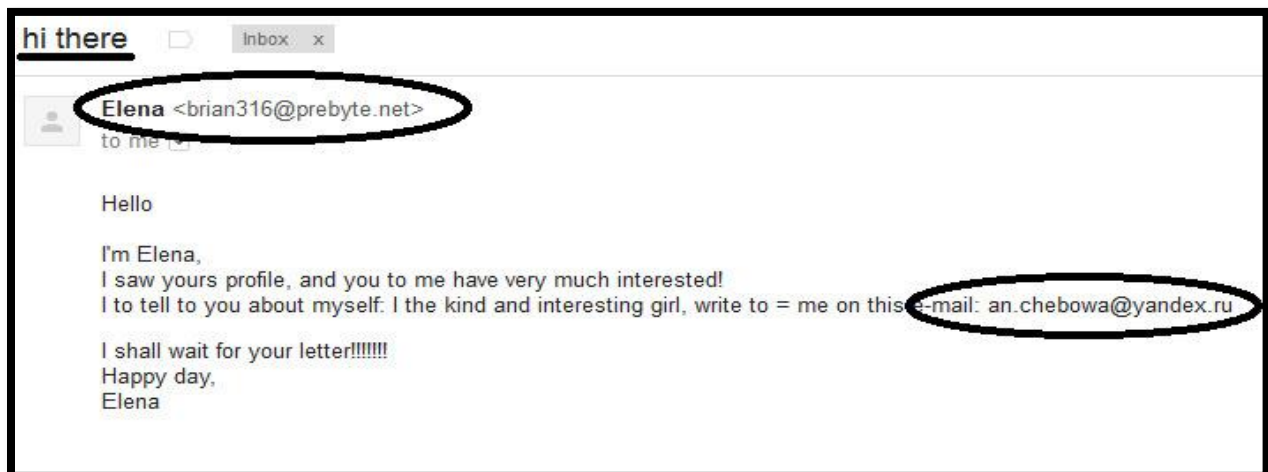 hi there
Inbox x
Elena <brian316@prebyte.net>
to me
Hello
I'm Elena,
I saw yours profile, and you to me have very much interested!
I to tell to you about myself: I the kind and interesting girl, write to = me on this e-mail: an.chebowa@yandex.ru
I shall wait for your letter!!!!!!!
Happy day,
Elena